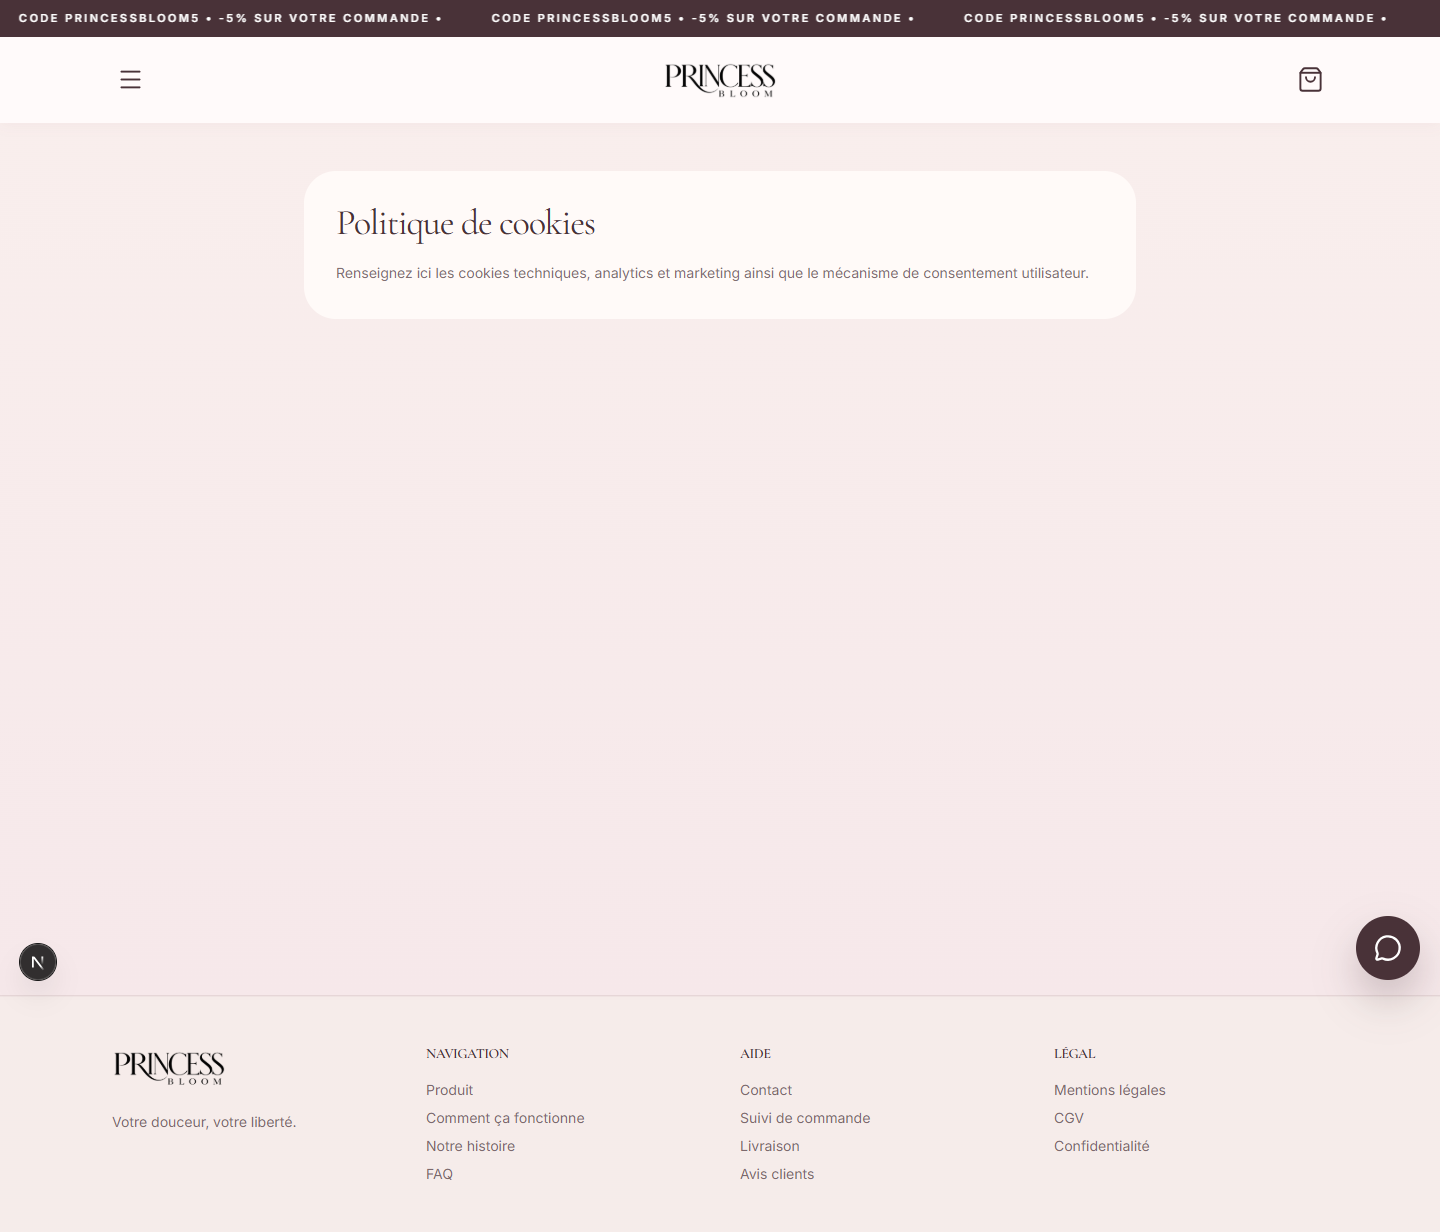 CODE PRINCESSBLOOM5 • -5% SUR VOTRE COMMANDE • CODE PRINCESSBLOOM5 • -5% SUR VOTRE COMMANDE • CODE PRINCESSBLOOM5 • -5% SUR VOTRE COMMANDE •
PRINCESS
BLOOM
Politique de cookies
Renseignez ici les cookies techniques, analytics et marketing ainsi que le mécanisme de consentement utilisateur.
N
PRINCESS
BLOOM
Votre douceur, votre liberté.
NAVIGATION
Produit
Comment ça fonctionne
Notre histoire
FAQ
AIDE
Contact
Suivi de commande
Livraison
Avis clients
LÉGAL
Mentions légales
CGV
Confidentialité